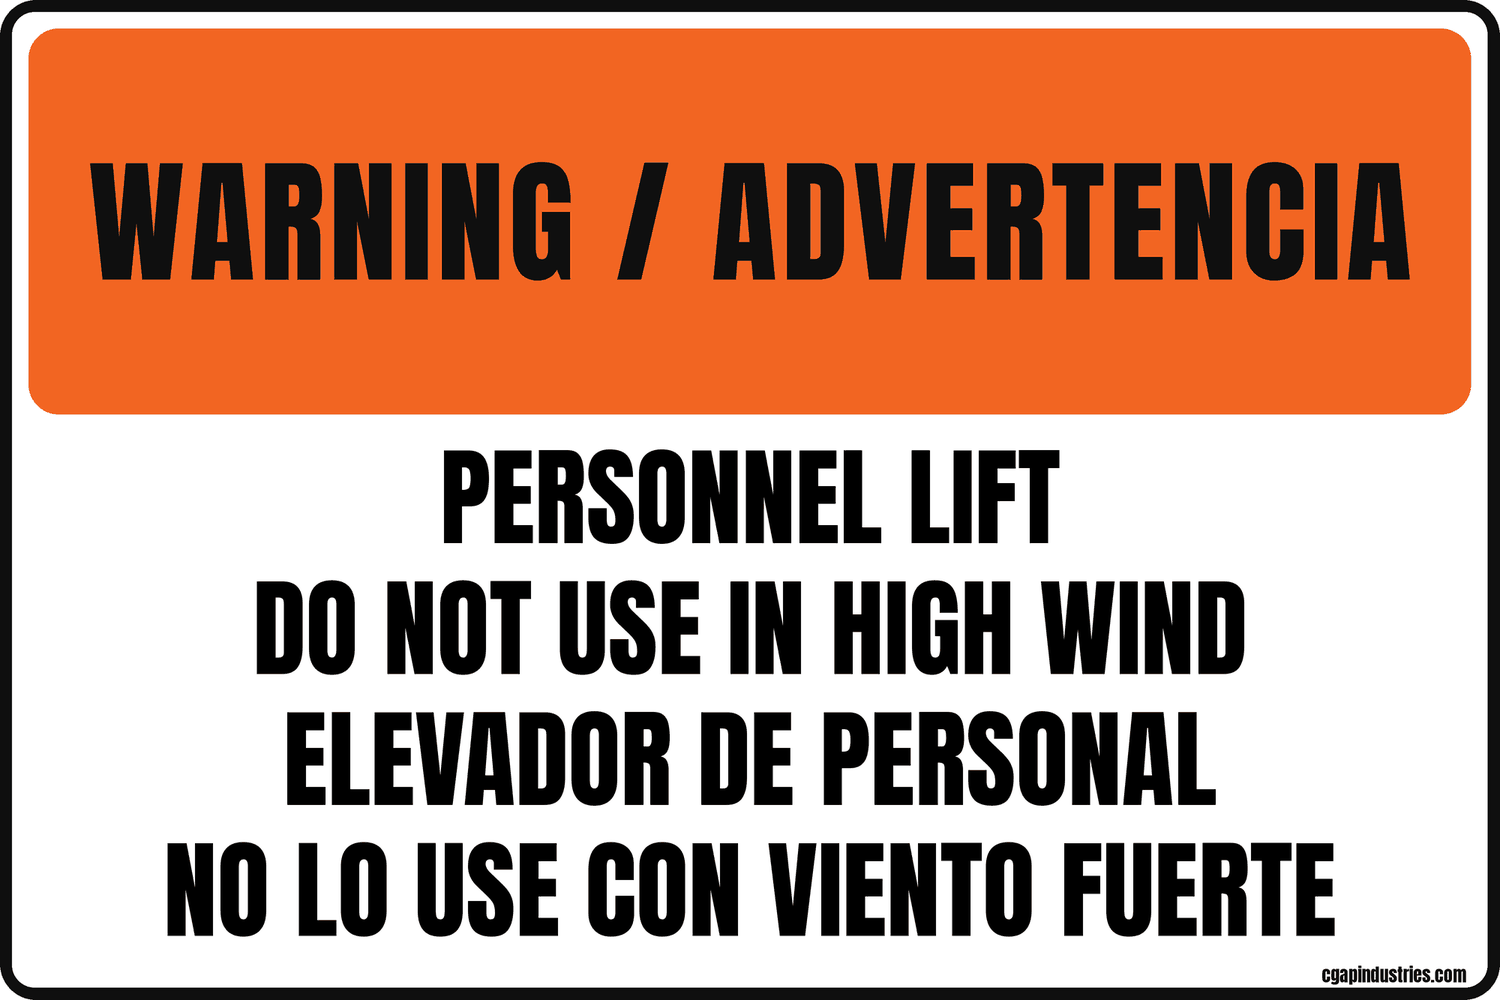 WARNING / ADVERTENCIA
PERSONNEL LIFT
DO NOT USE IN HIGH WIND
ELEVADOR DE PERSONAL
NO LO USE CON VIENTO FUERTE
cgapindustries.com